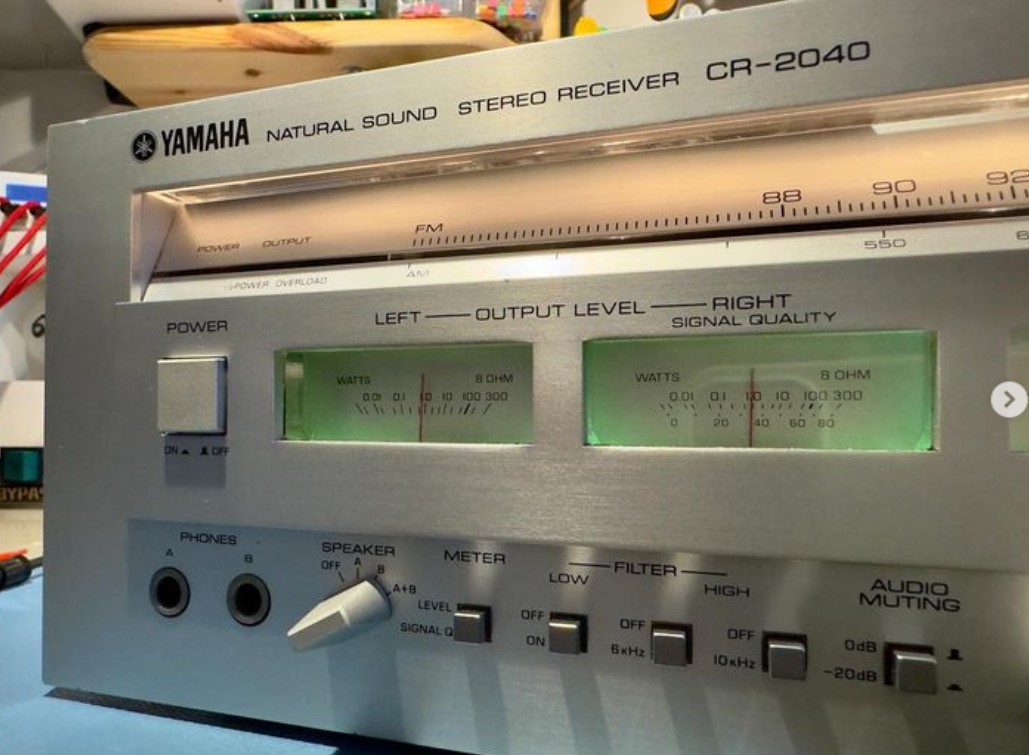 YAMAHA NATURAL SOUND STEREO RECEIVER CR-2040
88 90 92
FM
POWER OUTPUT
550
AM
POWER OVERLOAD
POWER
LEFT OUTPUT LEVEL RIGHT
SIGNAL QUALITY
WATTS 8 OHM
0.01 0.1 1.0 10 100 300
WATTS 8 OHM
0.01 0.1 1.0 10 100 300
0 20 40 60 80
ON OFF
PHONES
A B
SPEAKER
OFF A B A+B
METER
LEVEL
SIGNAL Q
FILTER
LOW HIGH
OFF
ON
OFF
6kHz
OFF
10kHz
AUDIO
MUTING
0dB
-20dB